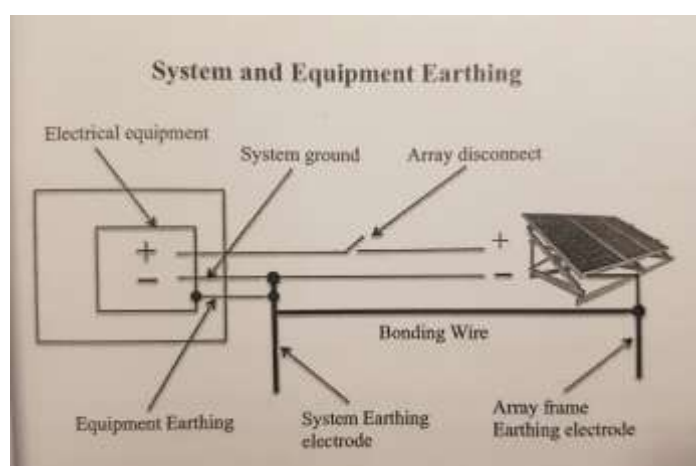 System and Equipment Earthing
Electrical equipment
System ground
Array disconnect
+
+
−
−
Bonding Wire
Equipment Earthing
System Earthing
electrode
Array frame
Earthing electrode